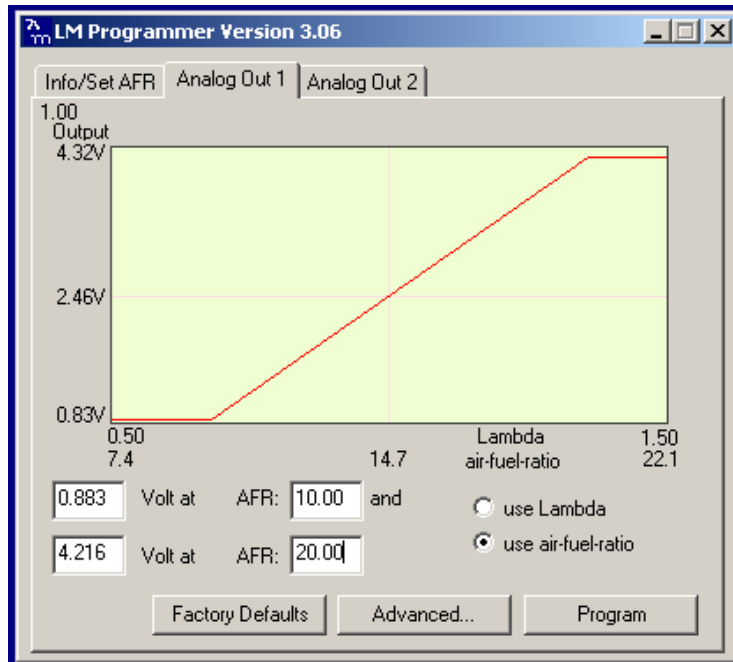 LM Programmer Version 3.06
Info/Set AFR Analog Out 1 Analog Out 2
1.00
Output
4.32V
2.46V
0.83V
0.50 Lambda 1.50
7.4 14.7 air-fuel-ratio 22.1
0.883 Volt at AFR: 10.00 and
use Lambda
4.216 Volt at AFR: 20.00
use air-fuel-ratio
Factory Defaults Advanced... Program